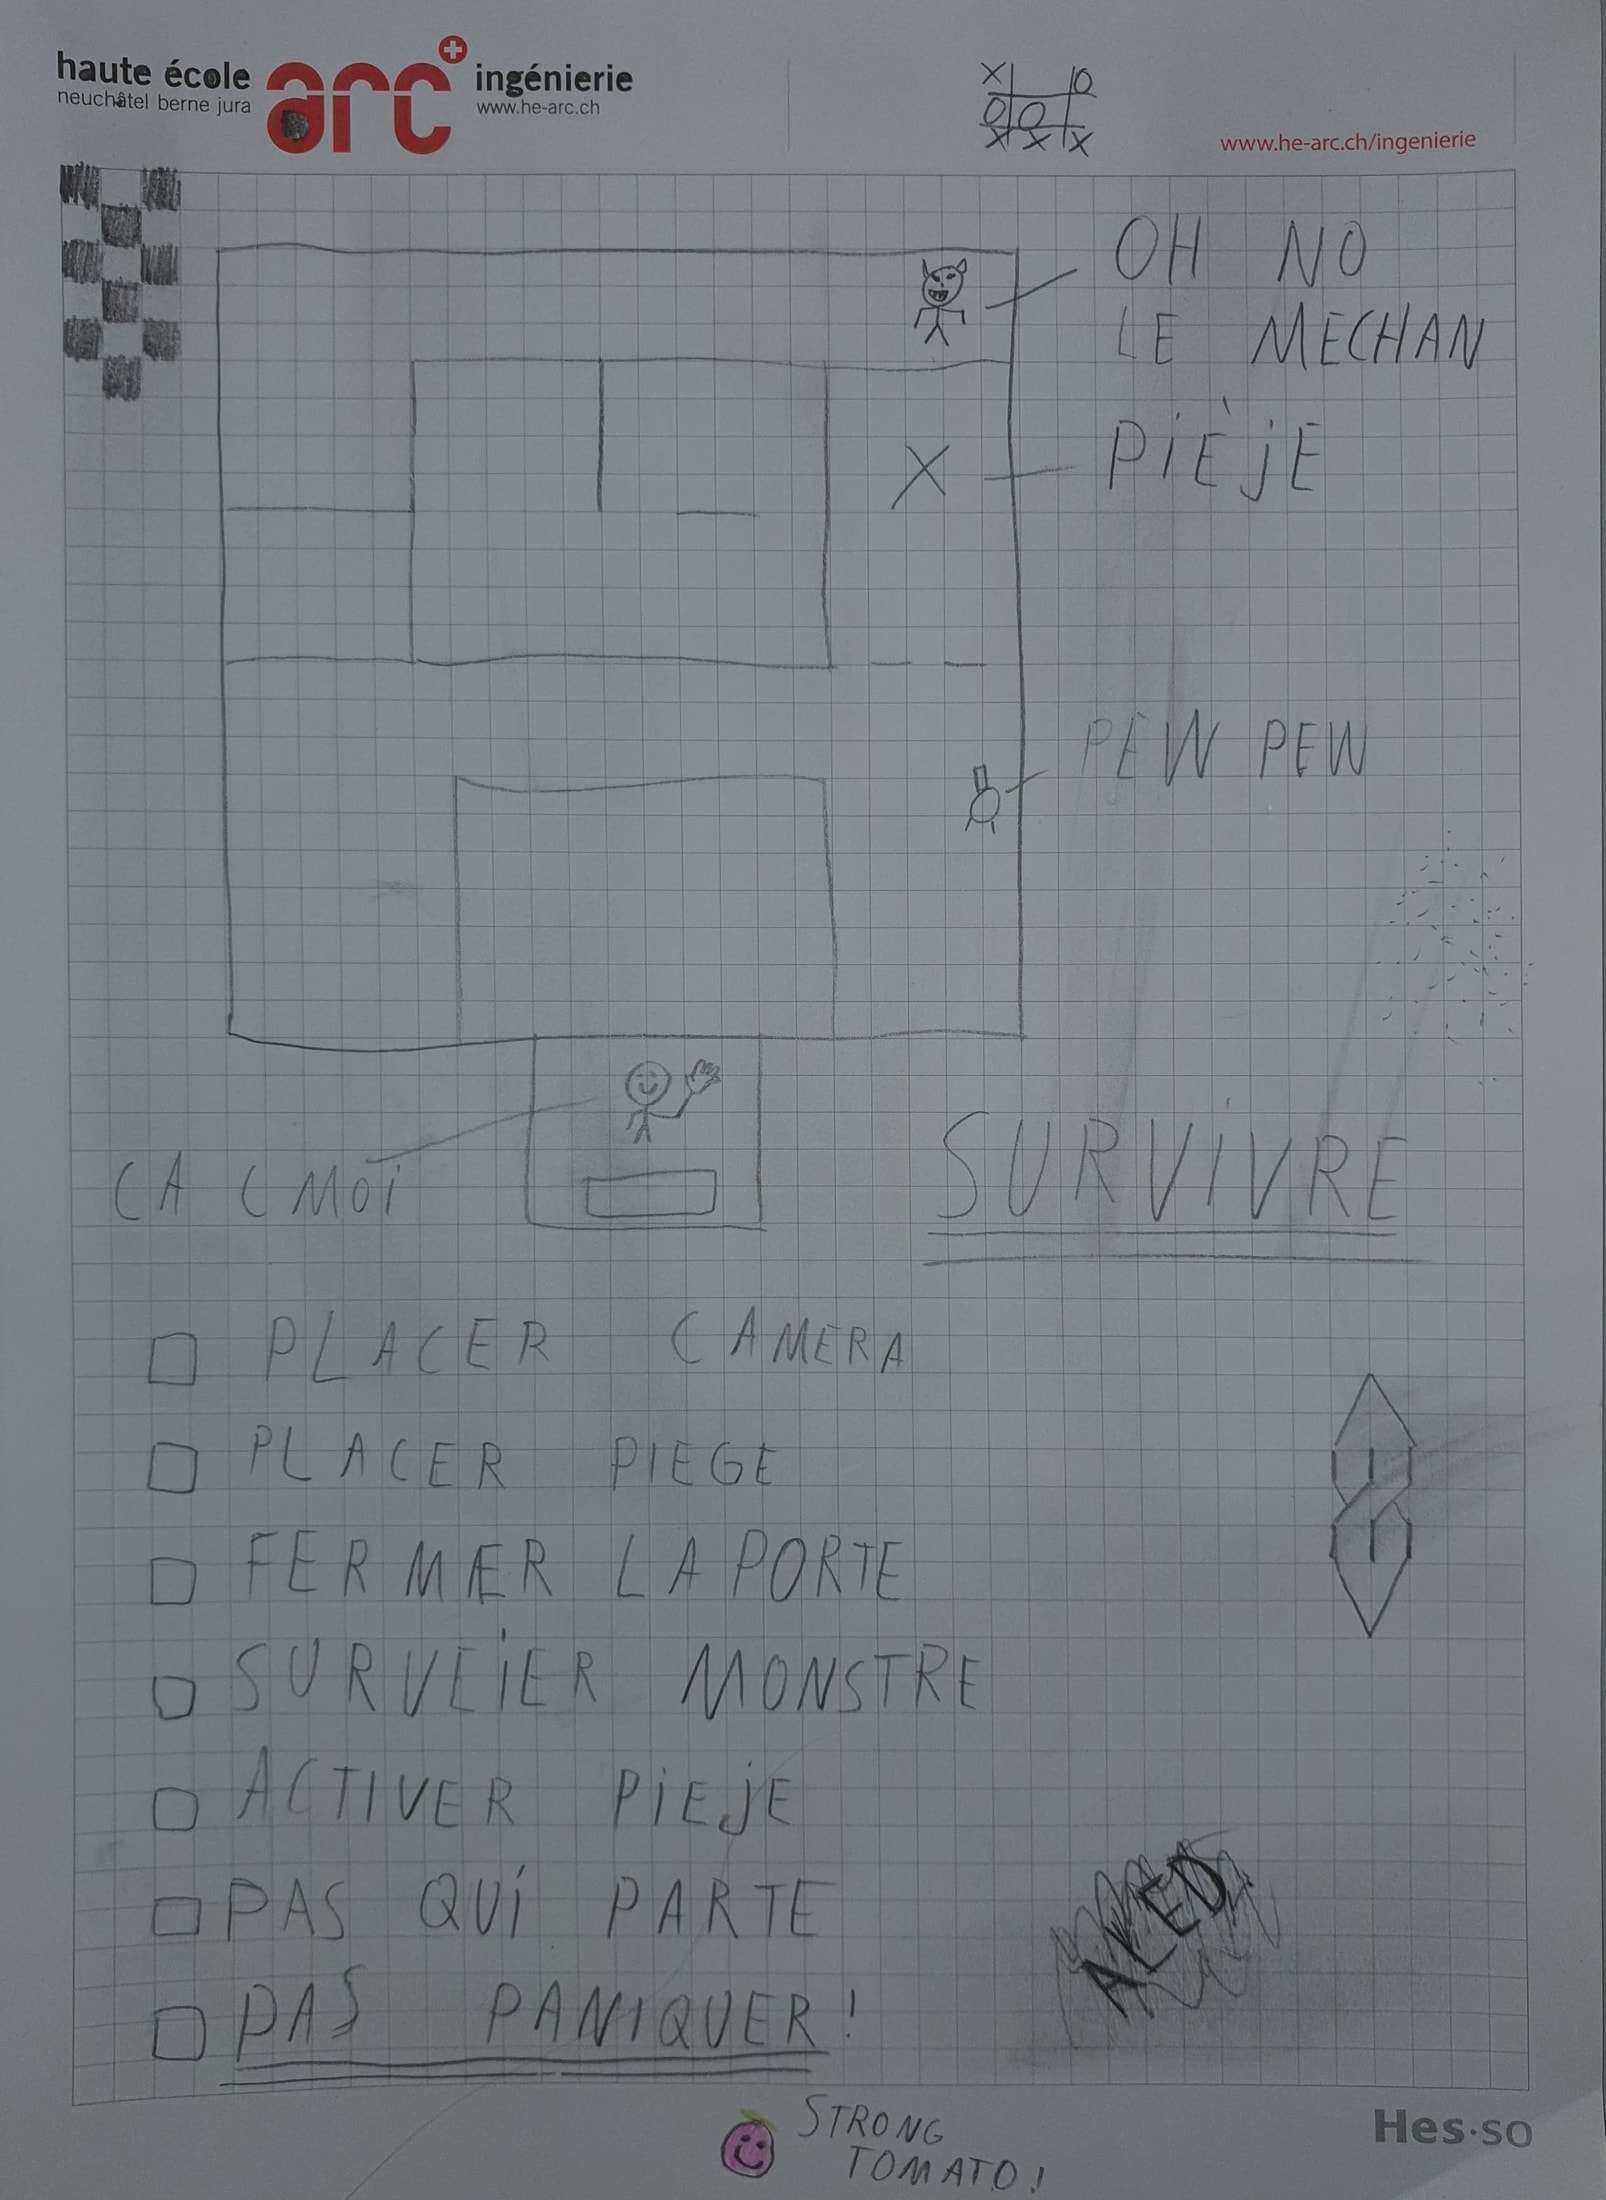 haute école arc ingénierie
neuchâtel berne jura www.he-arc.ch
X O
O O
X X X
www.he-arc.ch/ingenierie
OH NO
LE MECHAN
PIÈjE
PEW PEW
CA C MOi
SURViVRE
PLACER CAMERA
PLACER PIEGE
FERMER LA PORTE
SURVEiER MONSTRE
ACTIVER PiEjE
PAS QUi PARTE
PAS PANIQUER!
ALED
STRONG
TOMATO!
Hes·so